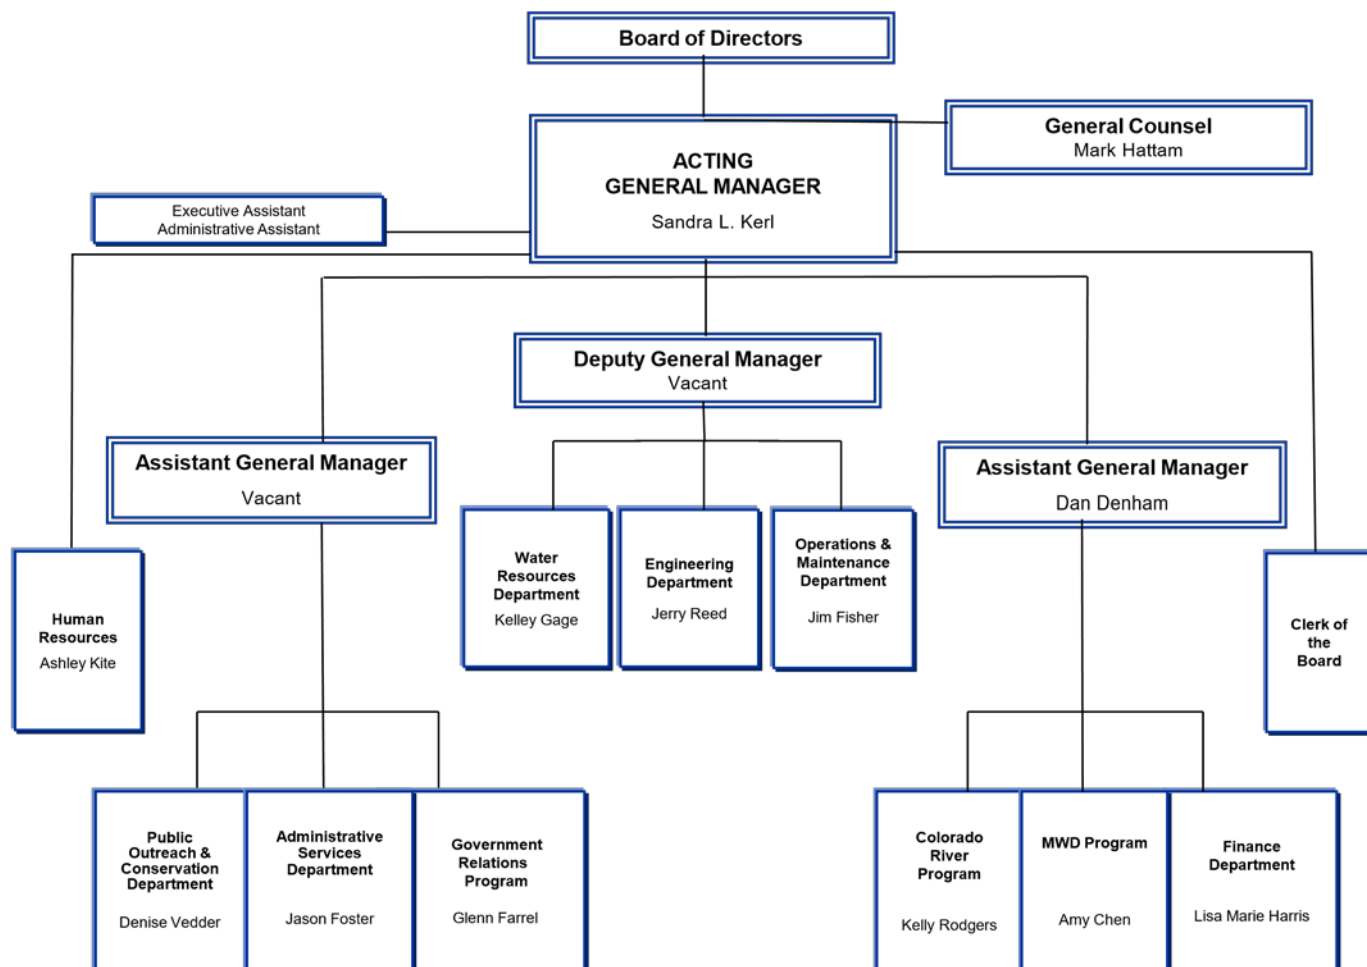 Board of Directors
General Counsel
Mark Hattam
ACTING
GENERAL MANAGER
Sandra L. Kerl
Executive Assistant
Administrative Assistant
Deputy General Manager
Vacant
Assistant General Manager
Vacant
Assistant General Manager
Dan Denham
Human
Resources
Ashley Kite
Water
Resources
Department
Kelley Gage
Engineering
Department
Jerry Reed
Operations &
Maintenance
Department
Jim Fisher
Clerk of
the
Board
Public
Outreach &
Conservation
Department
Denise Vedder
Administrative
Services
Department
Jason Foster
Government
Relations
Program
Glenn Farrel
Colorado
River
Program
Kelly Rodgers
MWD Program
Amy Chen
Finance
Department
Lisa Marie Harris